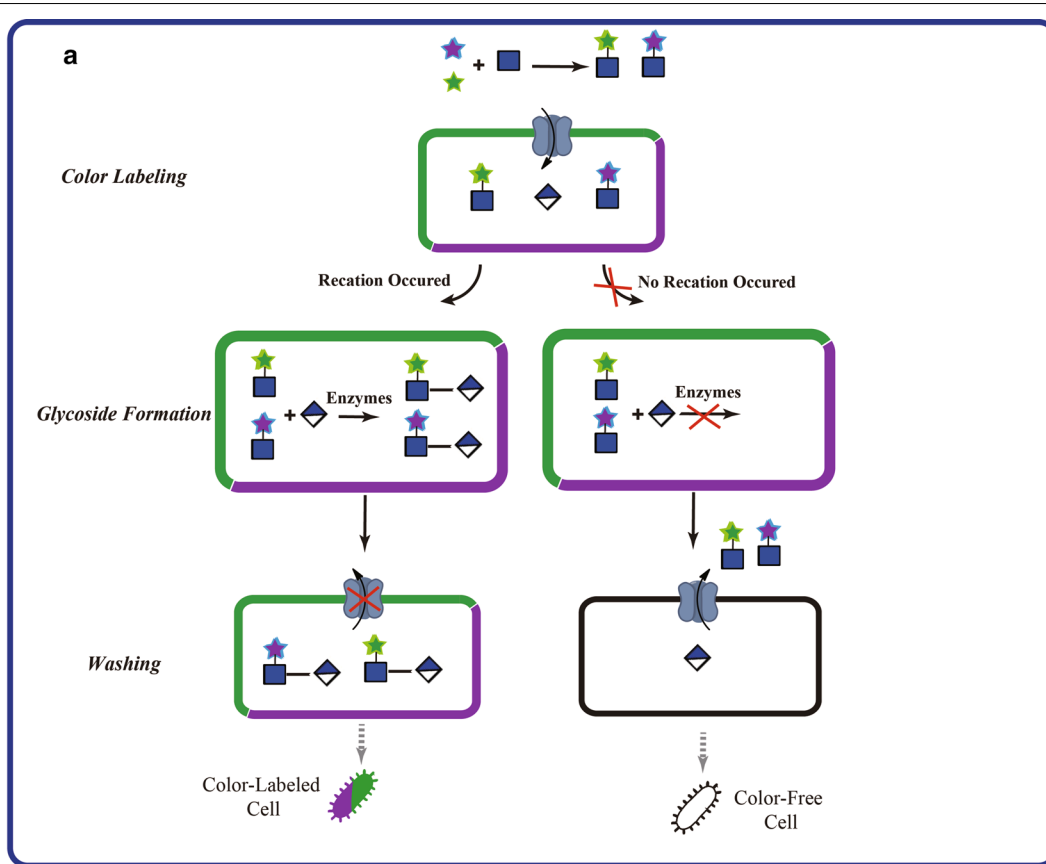 a
Color Labeling
Recation Occured
No Recation Occured
Glycoside Formation
+
+
Enzymes
+
Enzymes
Washing
Color-Labeled
Cell
Color-Free
Cell